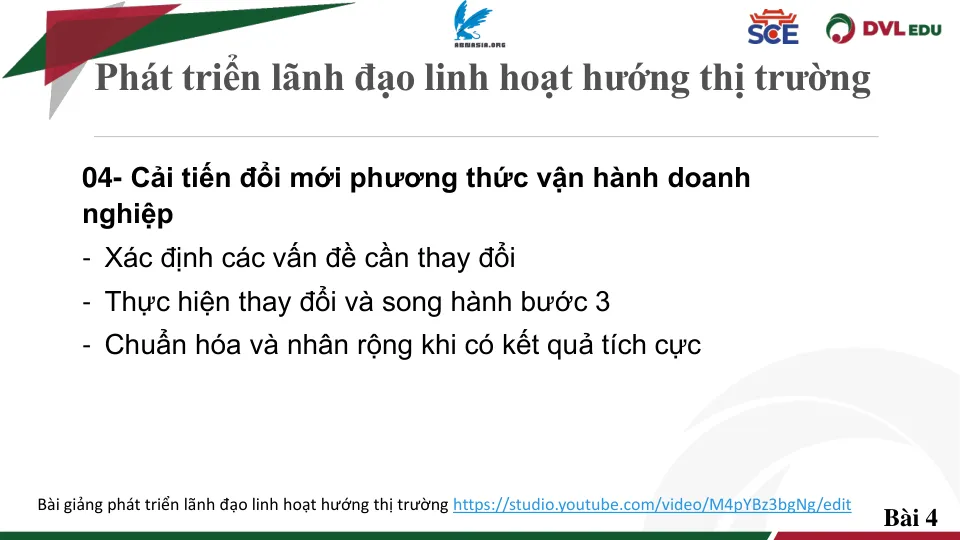 ARMASIA.ORG
SCE
DVL EDU
Phát triển lãnh đạo linh hoạt hướng thị trường
04- Cải tiến đổi mới phương thức vận hành doanh
nghiệp
- Xác định các vấn đề cần thay đổi
- Thực hiện thay đổi và song hành bước 3
- Chuẩn hóa và nhân rộng khi có kết quả tích cực
Bài giảng phát triển lãnh đạo linh hoạt hướng thị trường https://studio.youtube.com/video/M4pYBz3bgNg/edit
Bài 4